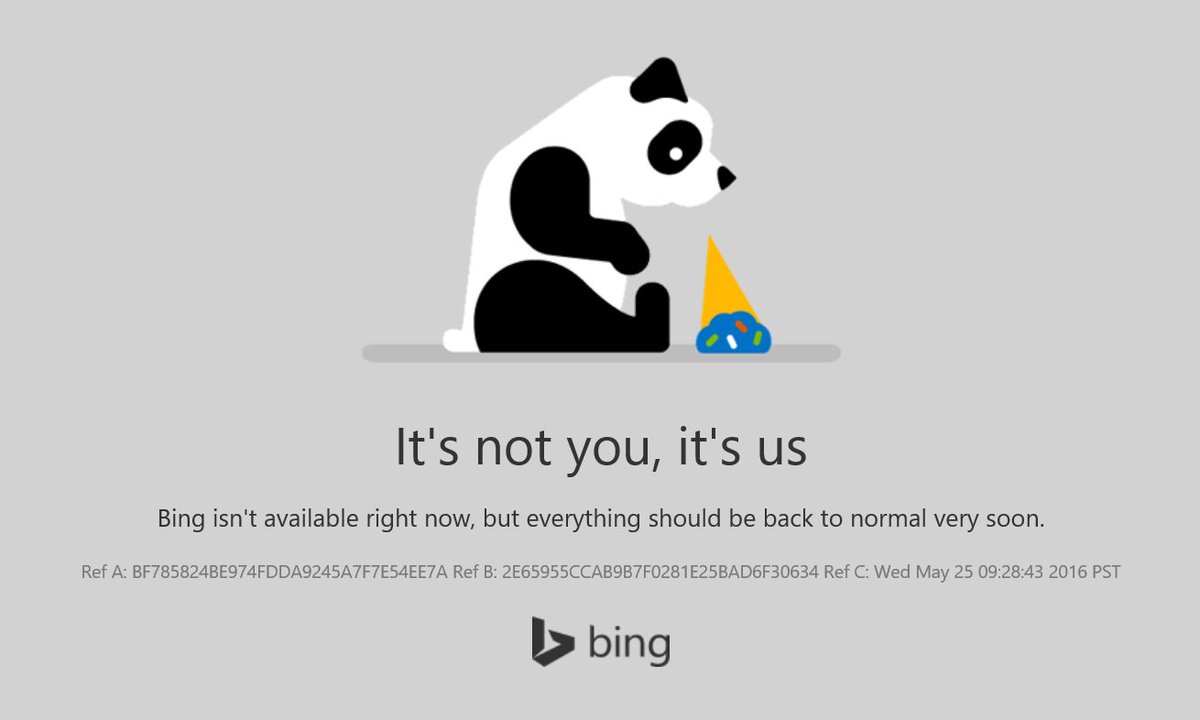 It's not you, it's us
Bing isn't available right now, but everything should be back to normal very soon.
Ref A: BF785824BE974FDDA9245A7F7E54EE7A Ref B: 2E65955CCAB9B7F0281E25BAD6F30634 Ref C: Wed May 25 09:28:43 2016 PST
bing